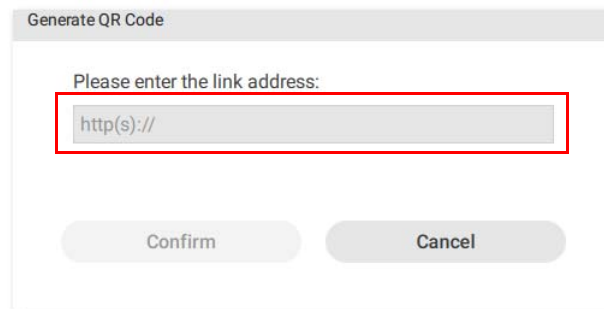 Generate QR Code
Please enter the link address:
http(s)://
Confirm Cancel